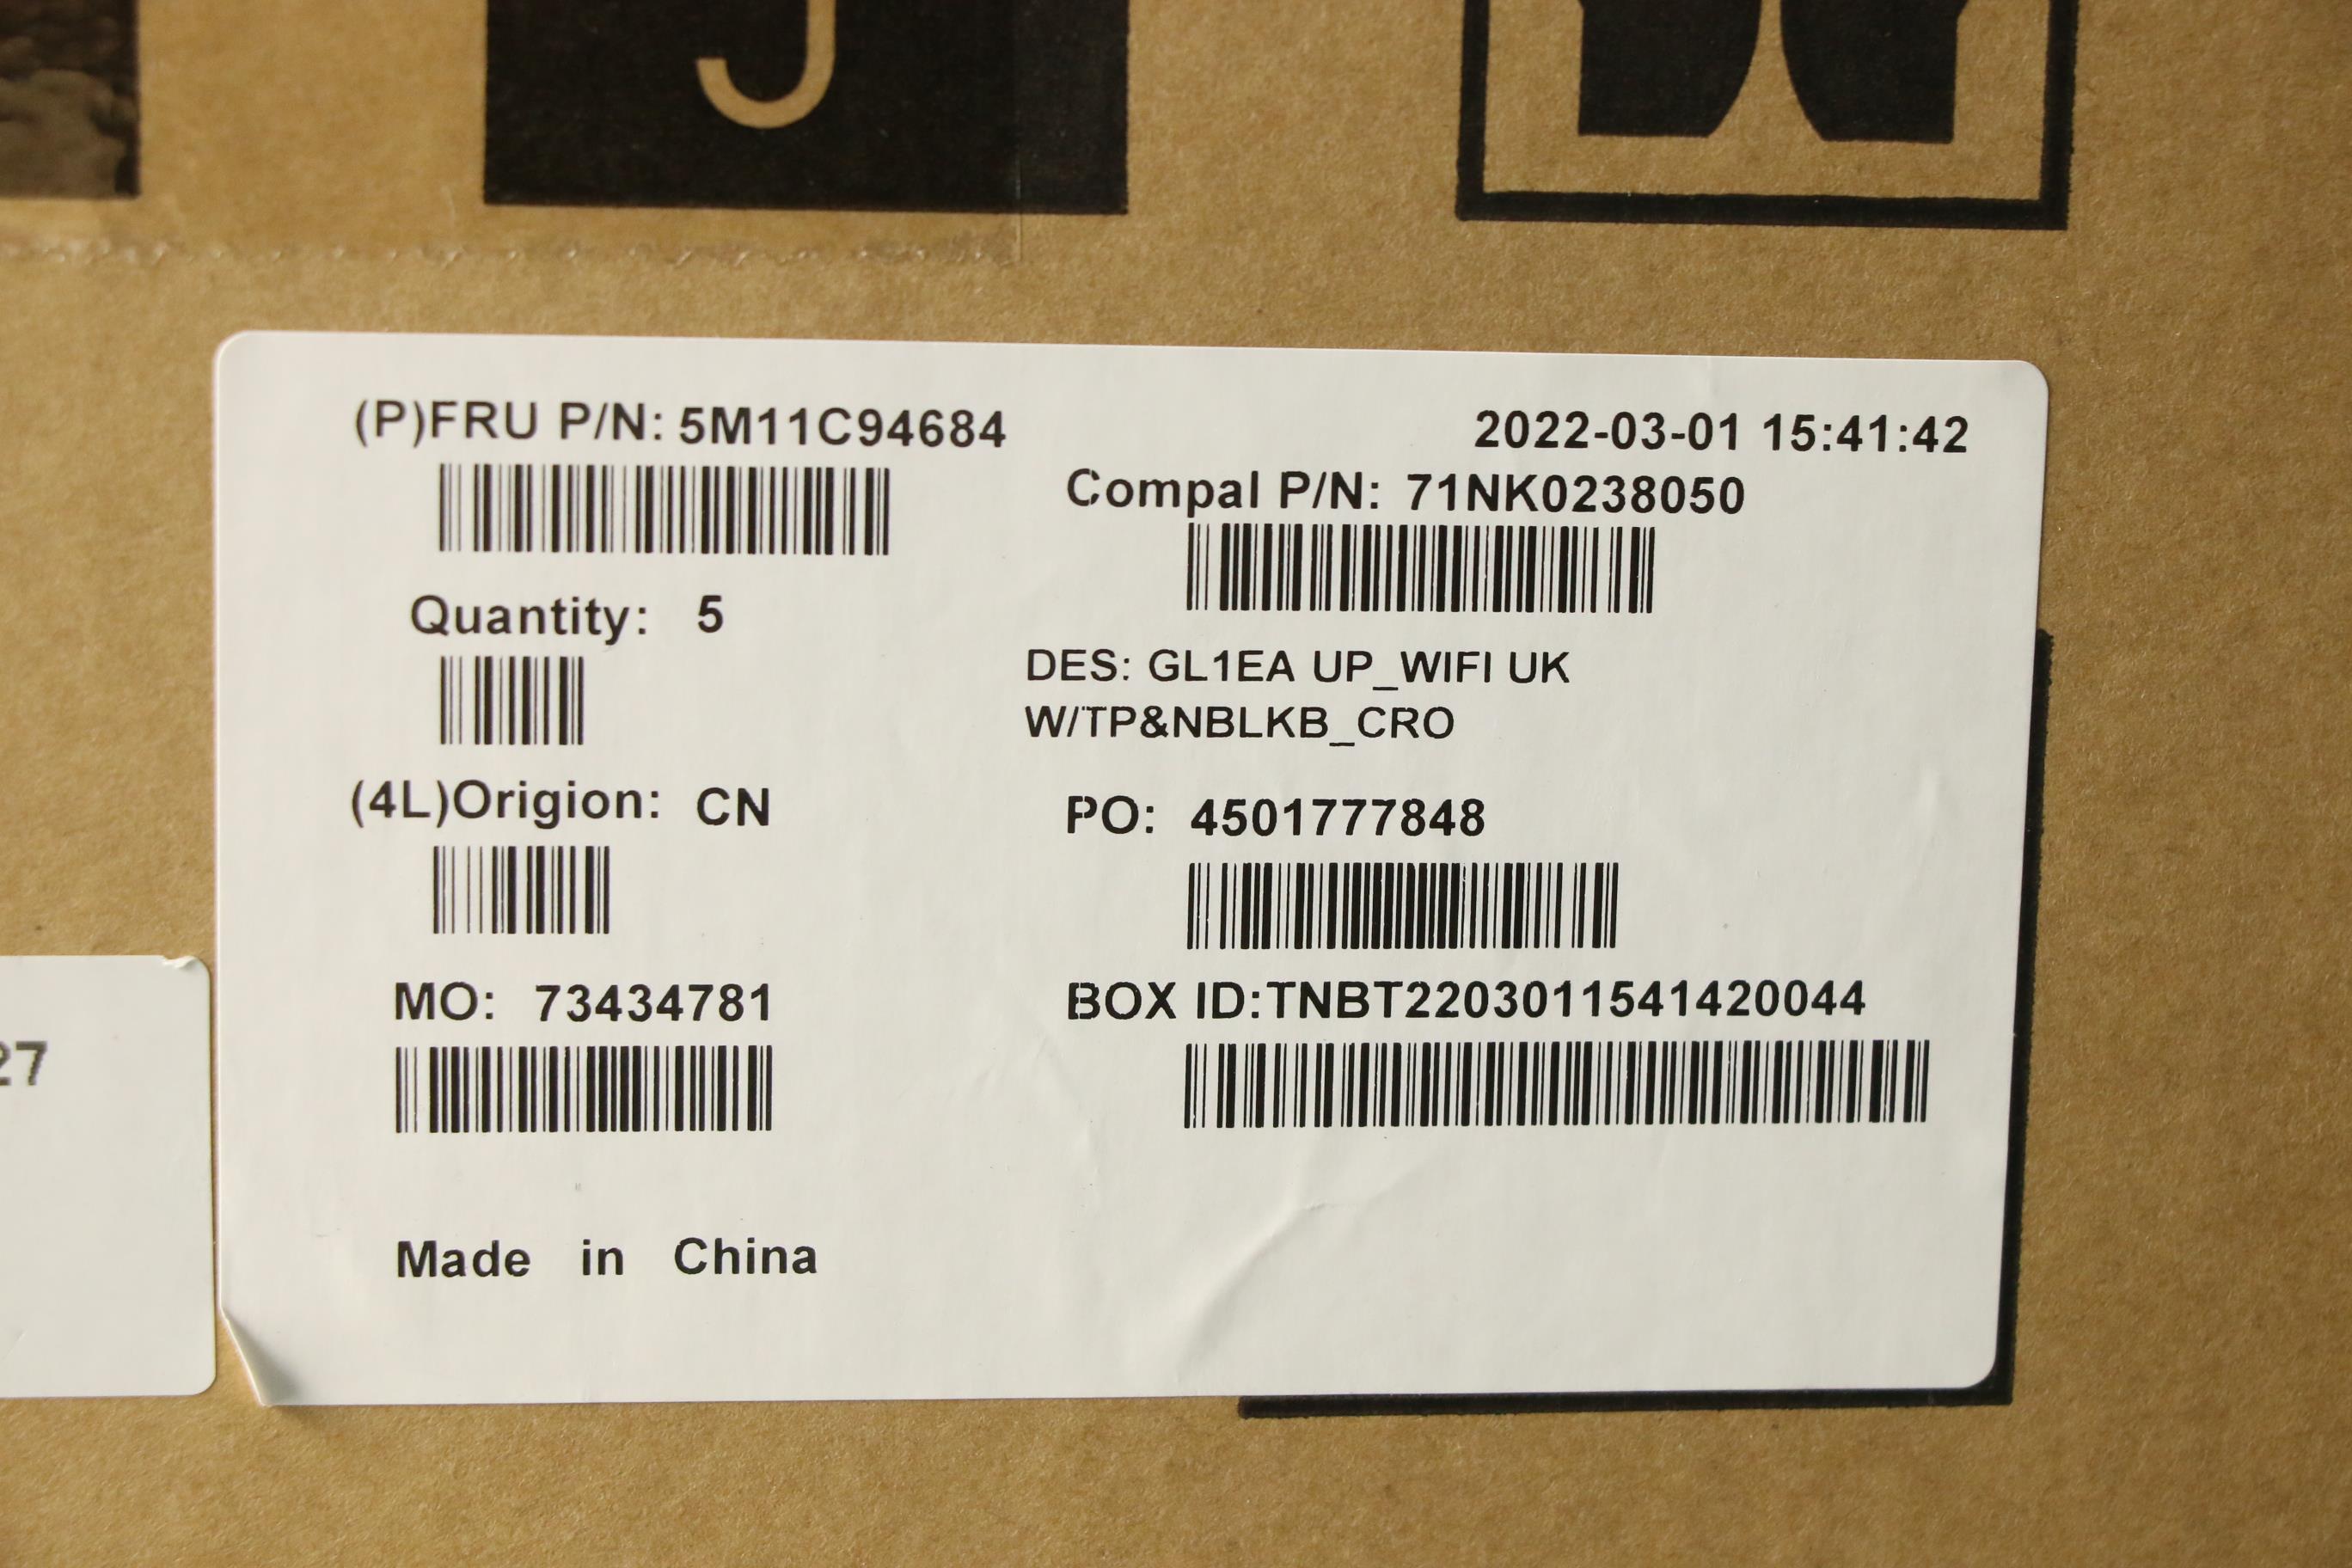 (P)FRU P/N: 5M11C94684
2022-03-01 15:41:42
Compal P/N: 71NK0238050
Quantity: 5
DES: GL1EA UP_WIFI UK
W/TP&NBLKB_CRO
(4L)Origion: CN
PO: 4501777848
MO: 73434781
BOX ID:TNBT2203011541420044
27
Made in China